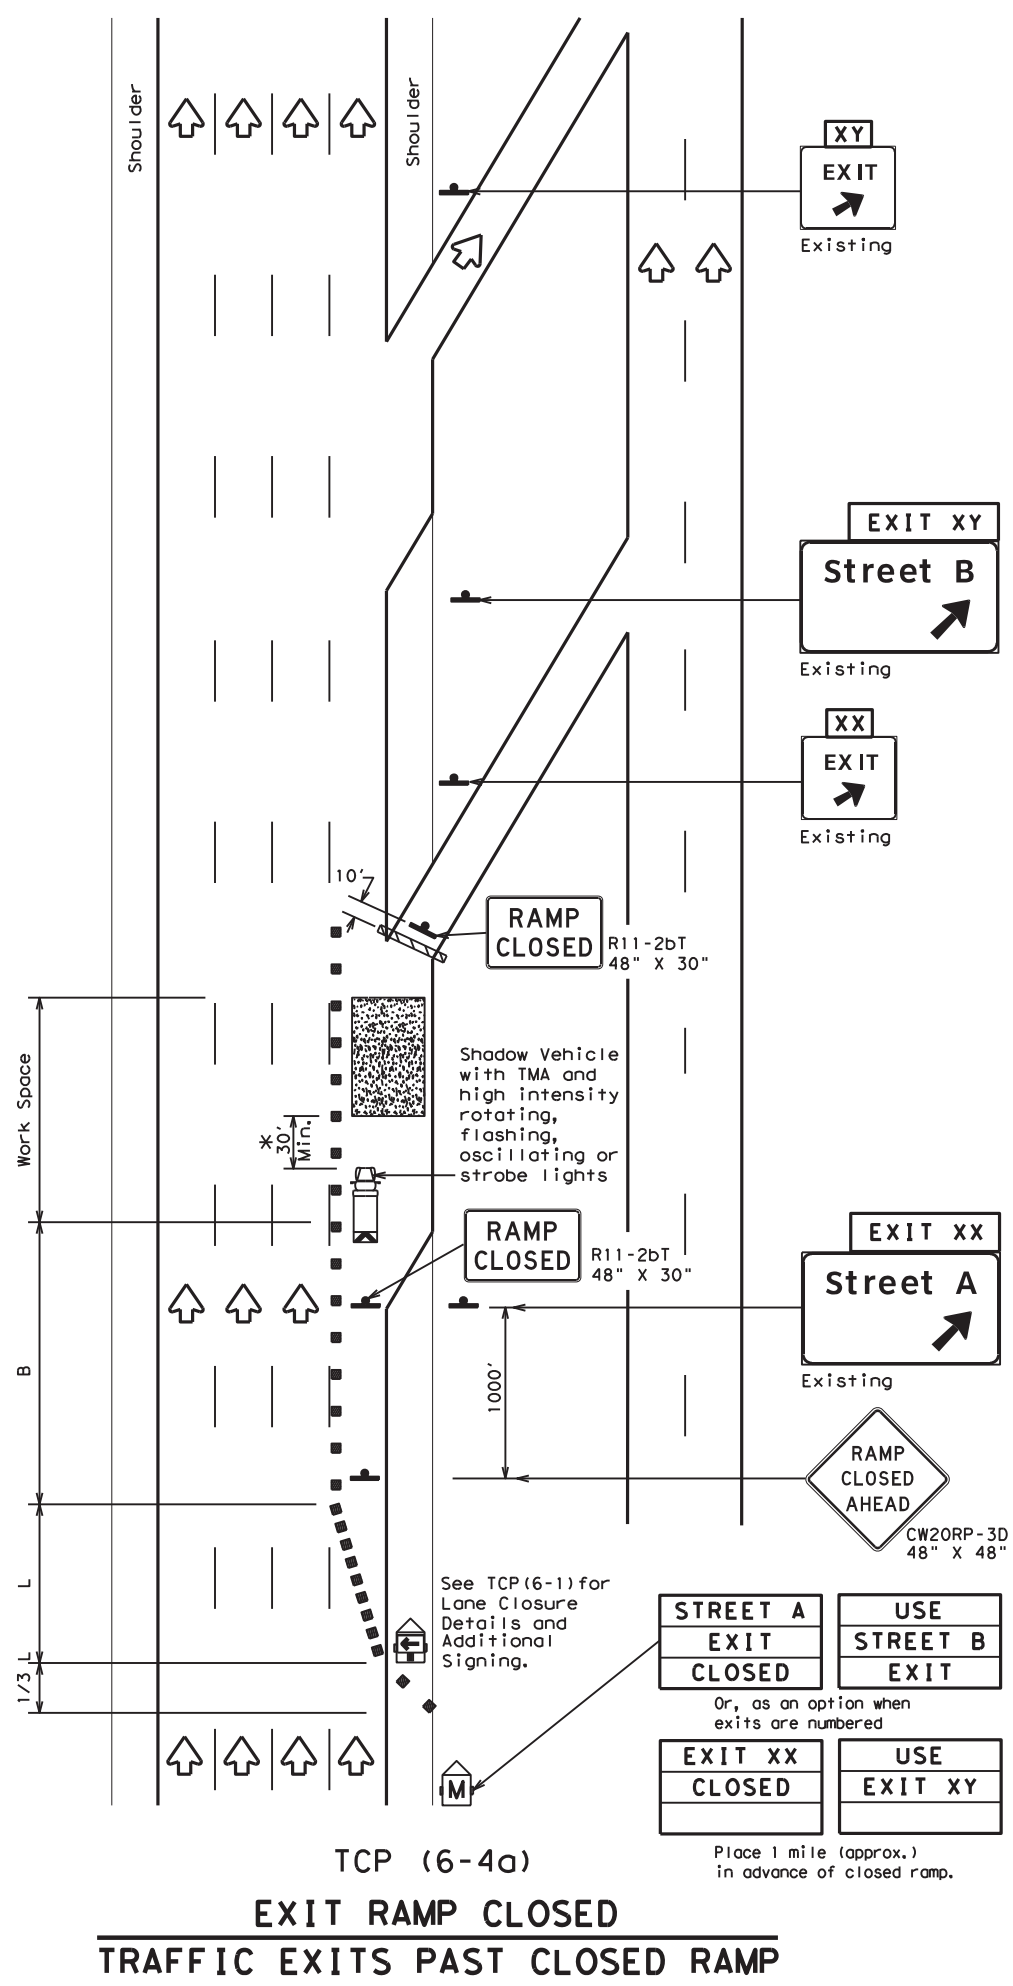 Shoulder
Shoulder
XY
EXIT
Existing
EXIT XY
Street B
Existing
XX
EXIT
Existing
10'
RAMP
CLOSED
R11-2bT
48" X 30"
Work Space
*
30'
Min.
Shadow Vehicle
with TMA and
high intensity
rotating,
flashing,
oscillating or
strobe lights
RAMP
CLOSED
R11-2bT
48" X 30"
EXIT XX
Street A
Existing
B
1000'
RAMP
CLOSED
AHEAD
CW20RP-3D
48" X 48"
L
See TCP(6-1)for
Lane Closure
Details and
Additional
Signing.
1/3 L
STREET A
EXIT
CLOSED
USE
STREET B
EXIT
Or, as an option when
exits are numbered
EXIT XX
CLOSED
USE
EXIT XY
M
Place 1 mile (approx.)
in advance of closed ramp.
TCP (6-4a)
EXIT RAMP CLOSED
TRAFFIC EXITS PAST CLOSED RAMP